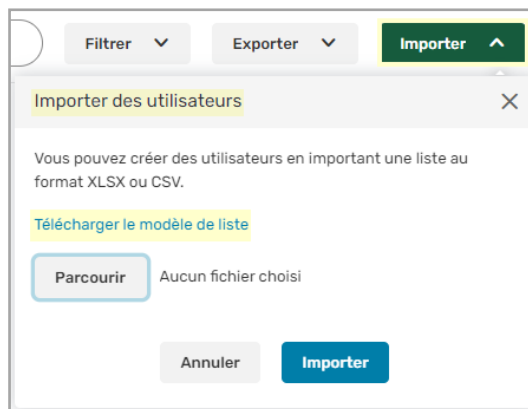 Filtrer
Exporter
Importer
Importer des utilisateurs
Vous pouvez créer des utilisateurs en important une liste au
format XLSX ou CSV.
Télécharger le modèle de liste
Parcourir
Aucun fichier choisi
Annuler
Importer